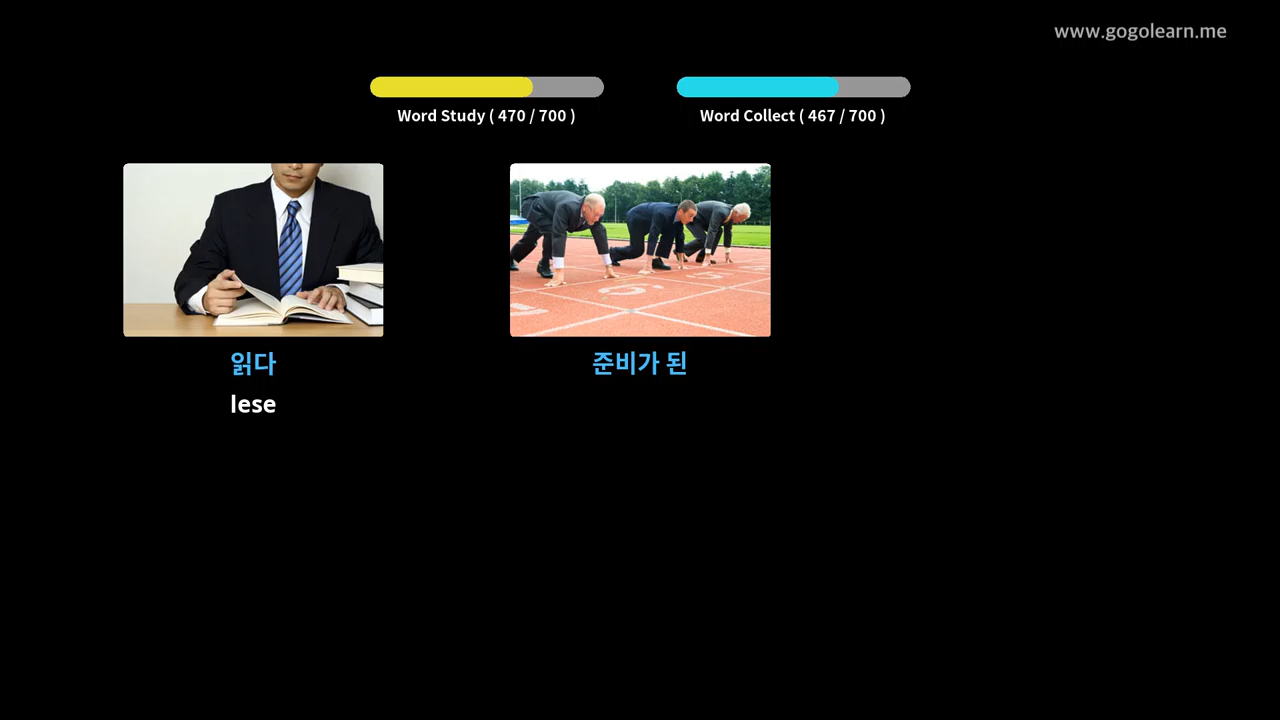 www.gogolearn.me
Word Study ( 470 / 700 )
Word Collect ( 467 / 700 )
읽다
준비가 된
lese